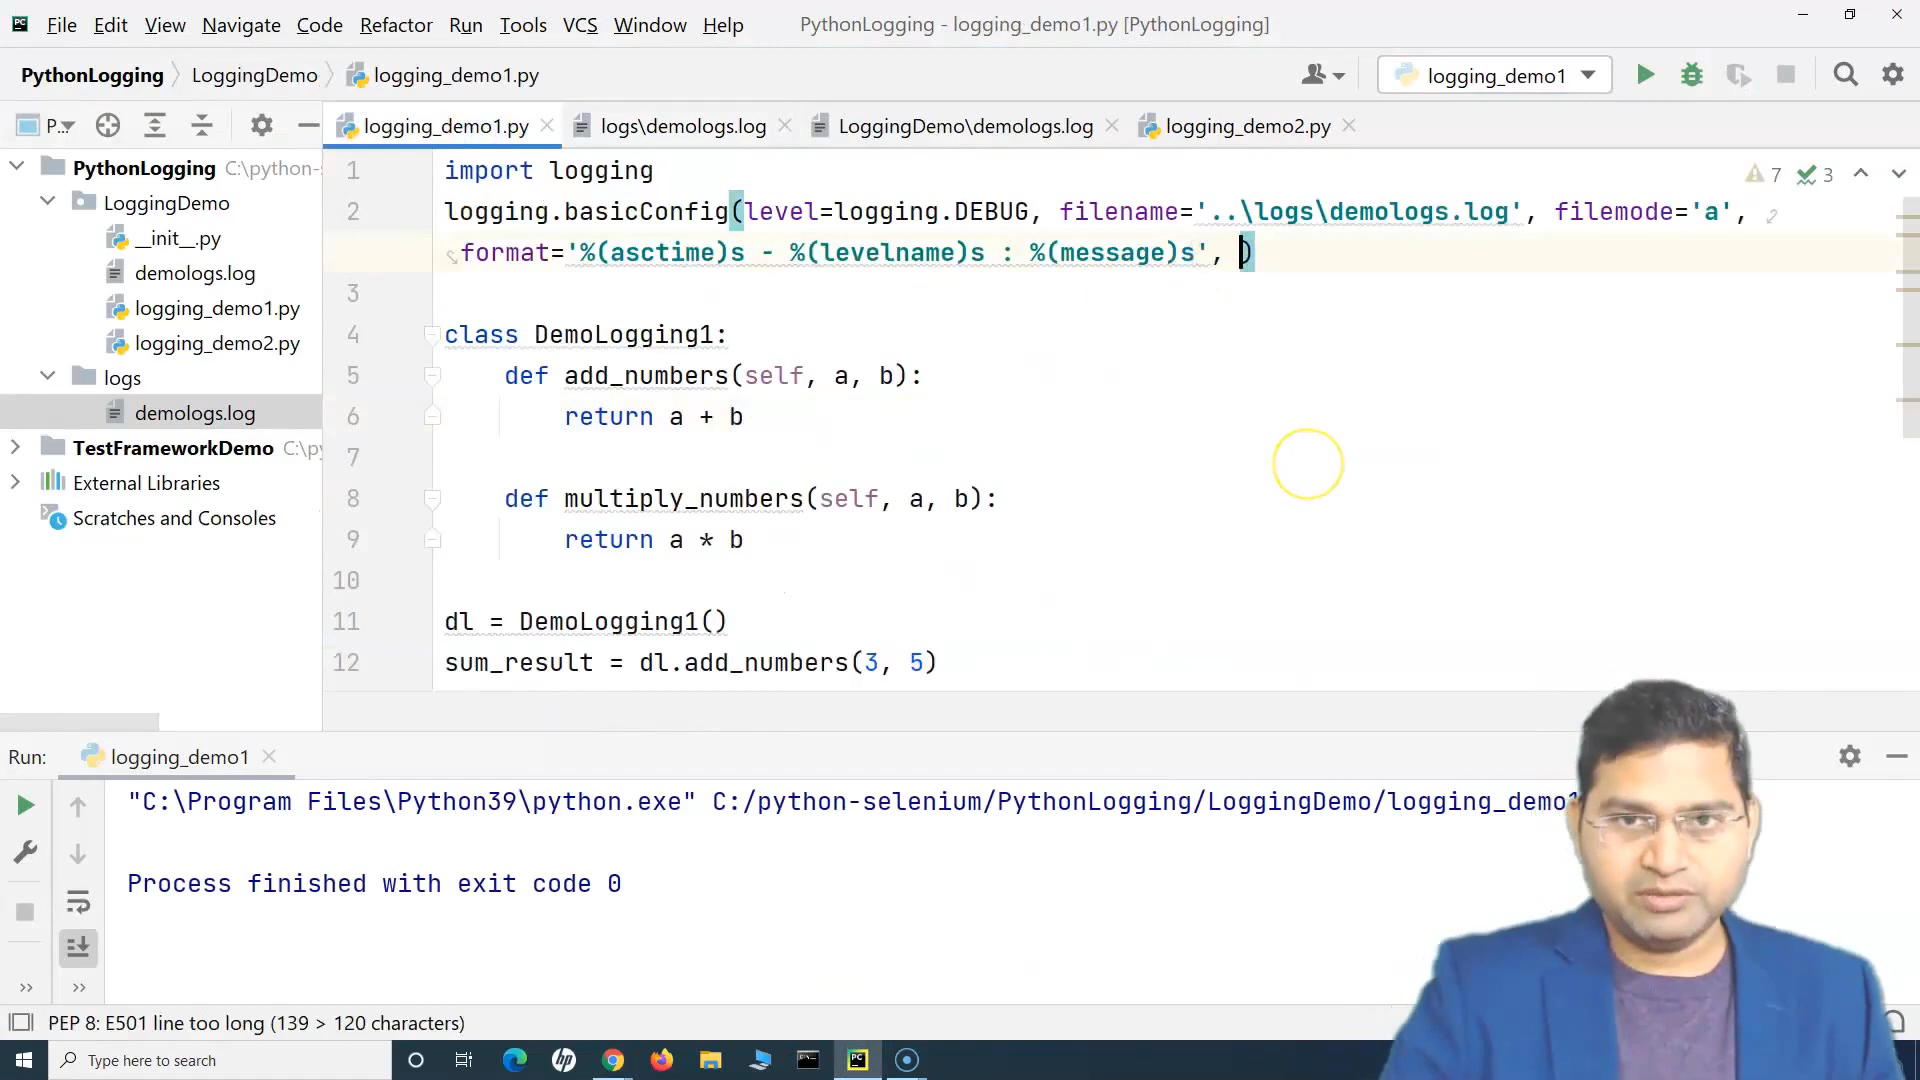 File Edit View Navigate Code Refactor Run Tools VCS Window Help PythonLogging - logging_demo1.py [PythonLogging]
PythonLogging LoggingDemo logging_demo1.py logging_demo1
P... logging_demo1.py logs\demologs.log LoggingDemo\demologs.log logging_demo2.py
PythonLogging C:\python-s
LoggingDemo
__init__.py
demologs.log
logging_demo1.py
logging_demo2.py
logs
demologs.log
TestFrameworkDemo C:\py
External Libraries
Scratches and Consoles
7 3
1 import logging
2 logging.basicConfig(level=logging.DEBUG, filename='..\logs\demologs.log', filemode='a',
format='%(asctime)s - %(levelname)s : %(message)s', )
3
4 class DemoLogging1:
5 def add_numbers(self, a, b):
6 return a + b
7
8 def multiply_numbers(self, a, b):
9 return a * b
10
11 dl = DemoLogging1()
12 sum_result = dl.add_numbers(3, 5)
Run: logging_demo1
"C:\Program Files\Python39\python.exe" C:/python-selenium/PythonLogging/LoggingDemo/logging_demo1
Process finished with exit code 0
PEP 8: E501 line too long (139 > 120 characters)
Type here to search